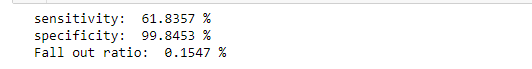 sensitivity:  61.8357 %
specificity:  99.8453 %
Fall out ratio:  0.1547 %